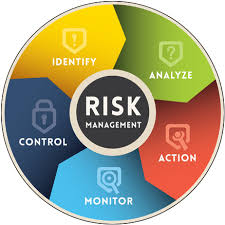 IDENTIFY
ANALYZE
RISK
MANAGEMENT
CONTROL
ACTION
MONITOR